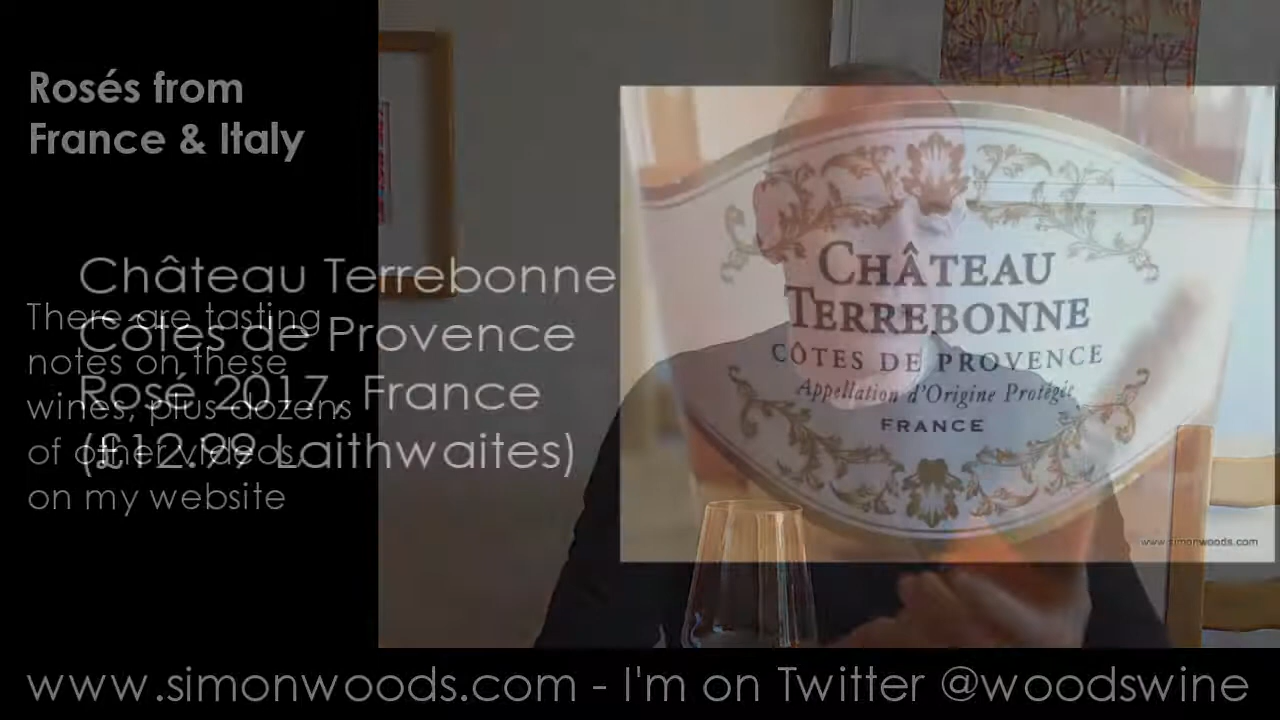 Rosés from
France & Italy
Château Terrebonne
Côtes de Provence
Rosé 2017, France
(£12.99 Laithwaites)
There are tasting
notes on these
wines, plus dozens
of other videos,
on my website
CHÂTEAU
TERREBONNE
CÔTES DE PROVENCE
Appellation d'Origine Protégée
FRANCE
www.simonwoods.com
www.simonwoods.com - I'm on Twitter @woodswine